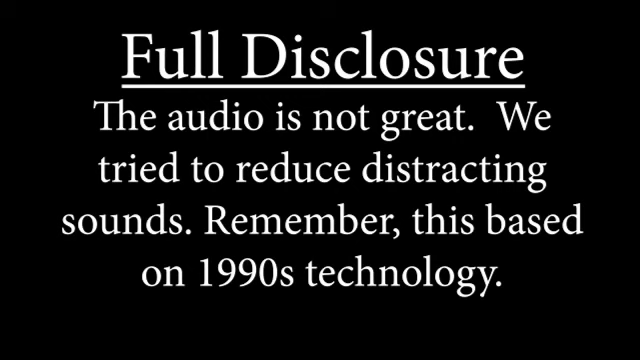 Full Disclosure
The audio is not great.  We
tried to reduce distracting
sounds. Remember, this based
on 1990s technology.